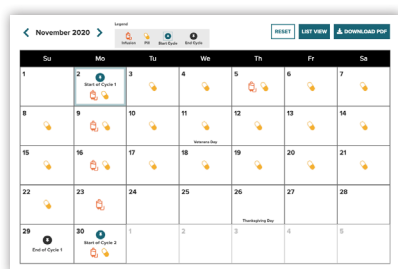 Legend
November 2020
Infusion Pill Start Cycle End Cycle
RESET LIST VIEW DOWNLOAD PDF
Su Mo Tu We Th Fr Sa
1 2 3 4 5 6 7
Start of Cycle 1
8 9 10 11 12 13 14
Veterans Day
15 16 17 18 19 20 21
22 23 24 25 26 27 28
Thanksgiving Day
29 30 1 2 3 4 5
End of Cycle 1 Start of Cycle 2